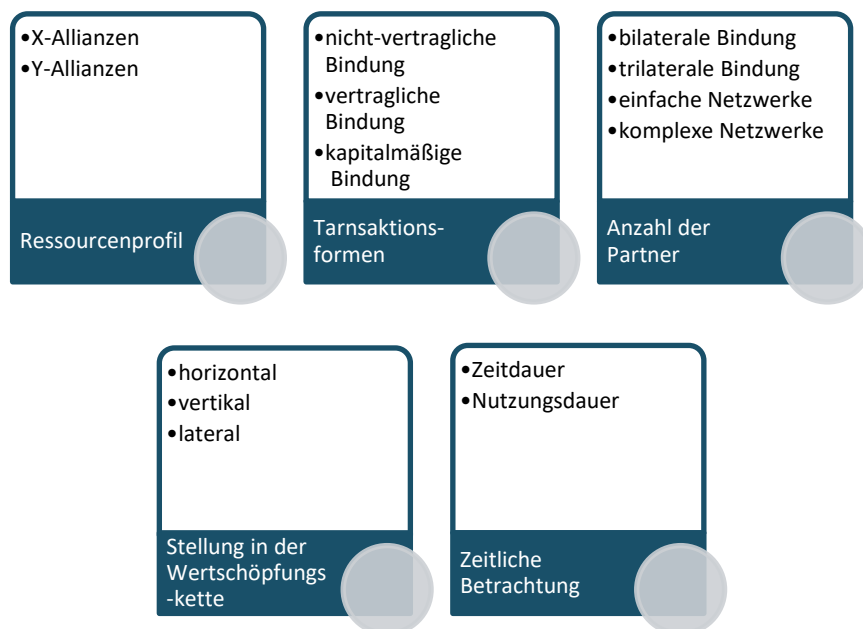 •X-Allianzen
•Y-Allianzen
Ressourcenprofil
•nicht-vertragliche
Bindung
•vertragliche
Bindung
•kapitalmäßige
Bindung
Tarnsaktions-
formen
•bilaterale Bindung
•trilaterale Bindung
•einfache Netzwerke
•komplexe Netzwerke
Anzahl der
Partner
•horizontal
•vertikal
•lateral
Stellung in der
Wertschöpfungs
-kette
•Zeitdauer
•Nutzungsdauer
Zeitliche
Betrachtung